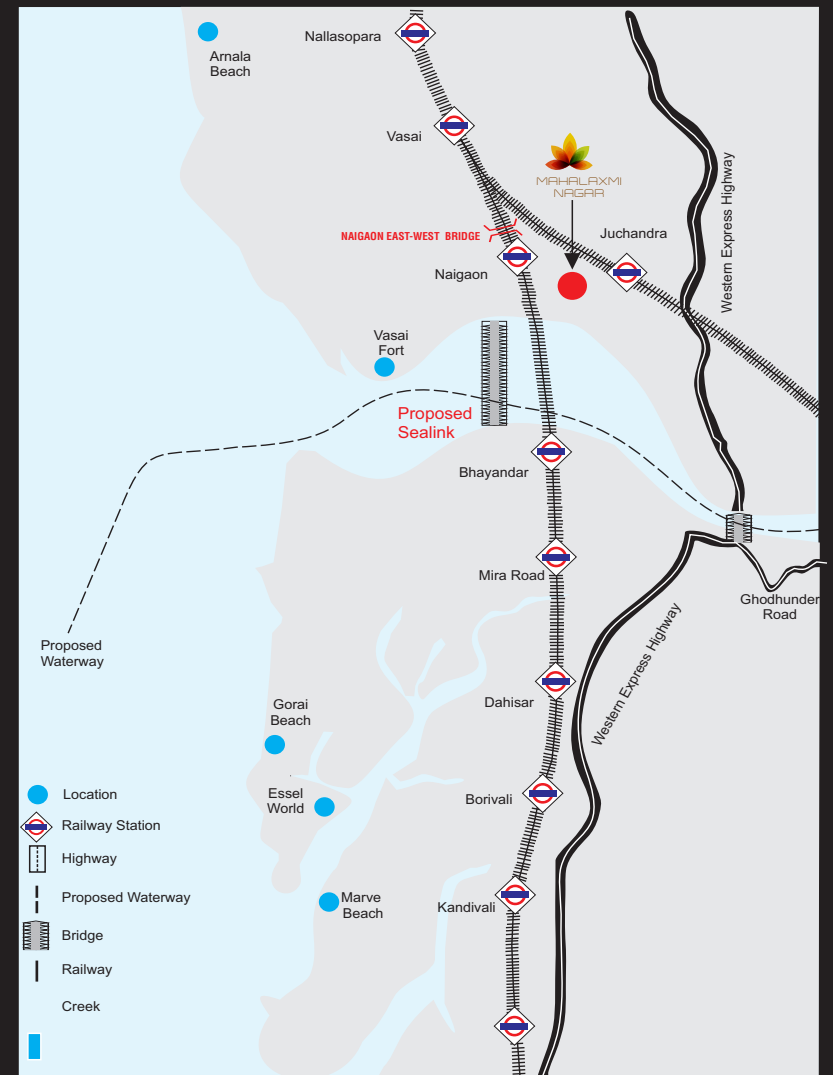 Nallasopara
Arnala
Beach
Vasai
MAHALAXMI
NAGAR
Western Express Highway
NAIGAON EAST-WEST BRIDGE
Juchandra
Naigaon
Vasai
Fort
Proposed
Sealink
Bhayandar
Mira Road
Ghodhunder
Road
Proposed
Waterway
Western Express Highway
Dahisar
Gorai
Beach
Essel
World
Borivali
Marve
Beach
Kandivali
Location
Railway Station
Highway
Proposed Waterway
Bridge
Railway
Creek